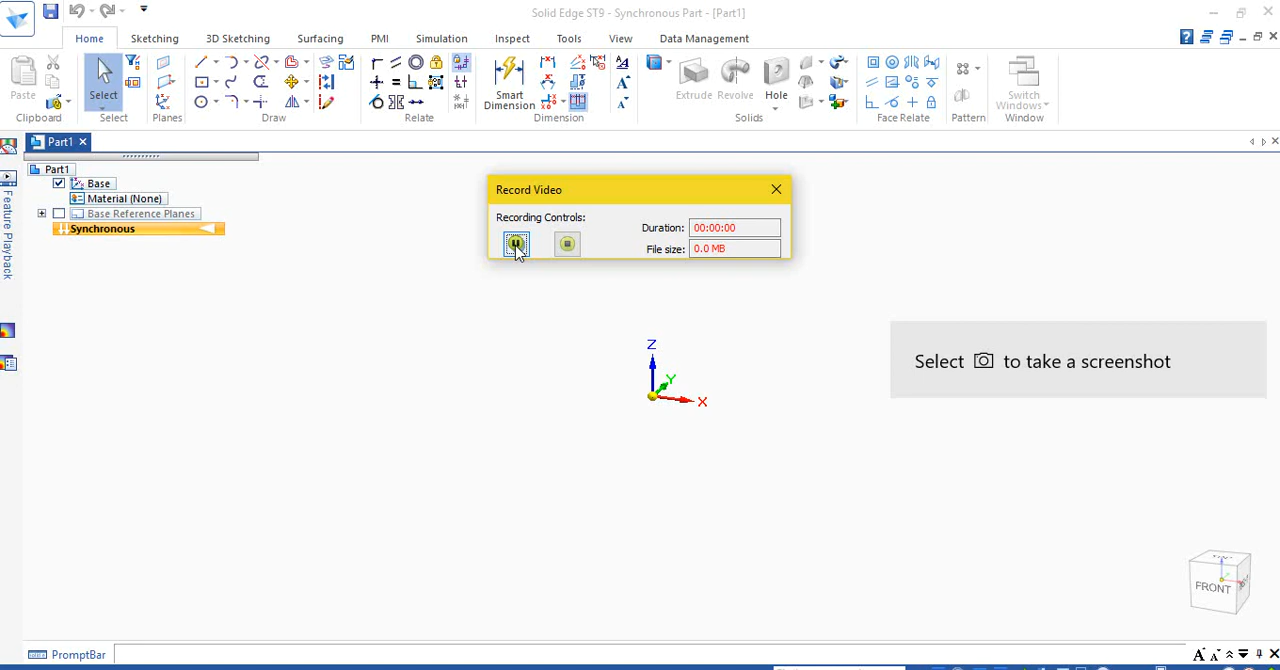 Solid Edge ST9 - Synchronous Part - [Part1]
Home Sketching 3D Sketching Surfacing PMI Simulation Inspect Tools View Data Management
Paste
Clipboard
Select
Select
Planes
Draw
Relate
Smart Dimension
Dimension
Extrude Revolve Hole
Solids
Face Relate
Pattern
Switch Windows
Window
Part1
Feature Playback
Part1
Base
Material (None)
Base Reference Planes
Synchronous
Record Video
Recording Controls:
Duration: 00:00:00
File size: 0.0 MB
Select to take a screenshot
Z
Y
X
FRONT
PromptBar